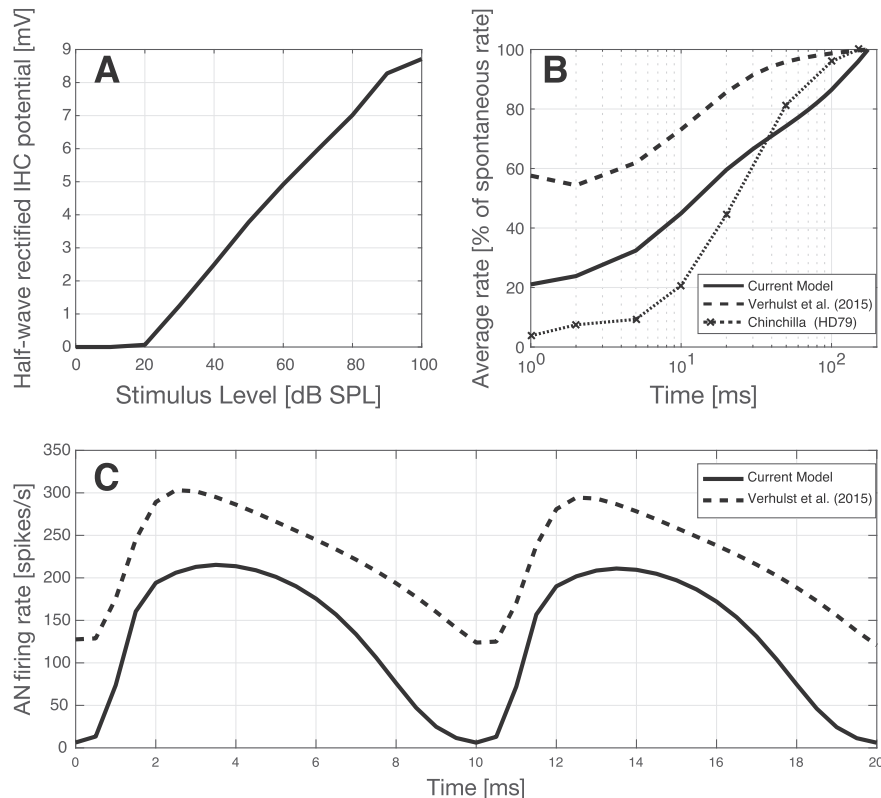 A
Half-wave rectified IHC potential [mV]
9
8
7
6
5
4
3
2
1
0
0 20 40 60 80 100
Stimulus Level [dB SPL]
B
Average rate [% of spontaneous rate]
100
80
60
40
20
0
10^0 10^1 10^2
Time [ms]
Current Model
Verhulst et al. (2015)
Chinchilla (HD79)
C
AN firing rate [spikes/s]
350
300
250
200
150
100
50
0
0 2 4 6 8 10 12 14 16 18 20
Time [ms]
Current Model
Verhulst et al. (2015)